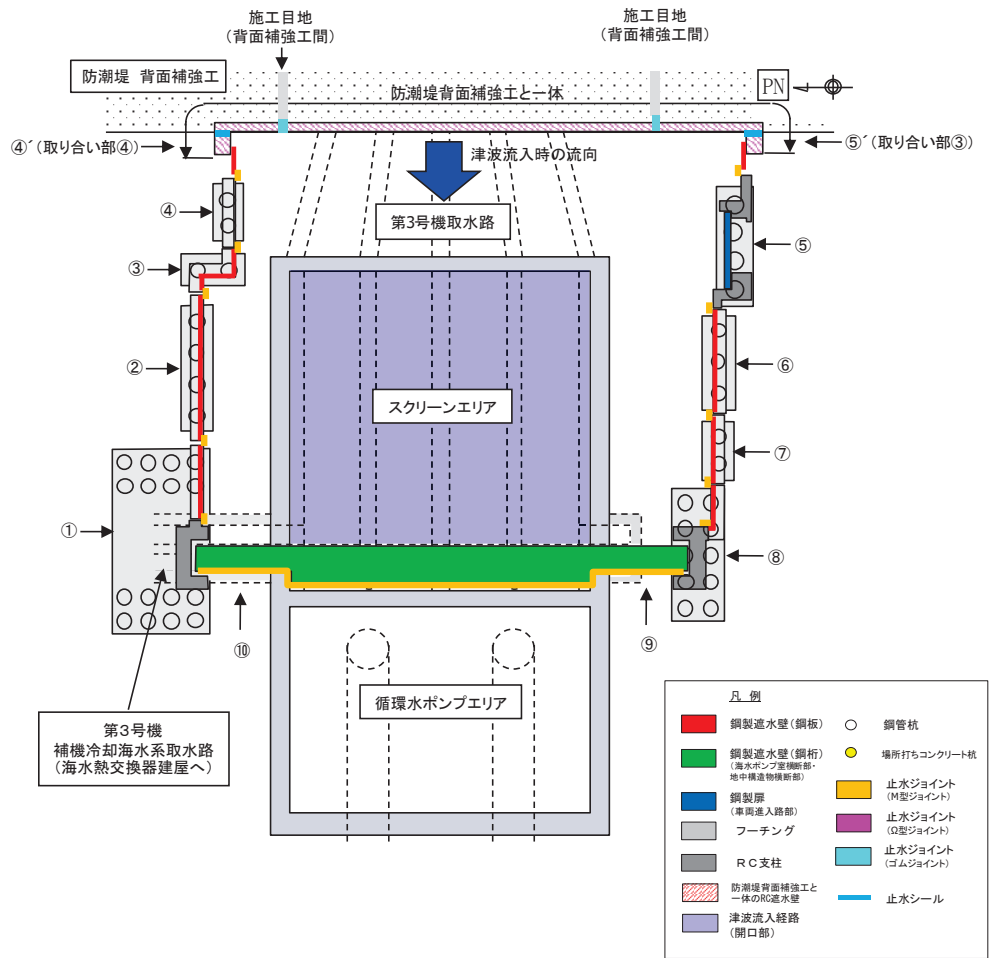 施工目地
(背面補強工間)
施工目地
(背面補強工間)
防潮堤 背面補強工
防潮堤背面補強工と一体
PN
④´(取り合い部④)
⑤´(取り合い部③)
津波流入時の流向
第3号機取水路
④
⑤
③
②
⑥
スクリーンエリア
⑦
①
⑧
⑩
⑨
循環水ポンプエリア
第3号機
補機冷却海水系取水路
(海水熱交換器建屋へ)
凡 例
鋼製遮水壁(鋼板)
鋼製遮水壁(鋼桁)
(海水ポンプ室横断部・
地中構造物横断部)
鋼製扉
(車両進入路部)
フーチング
RC支柱
防潮堤背面補強工と
一体のRC遮水壁
津波流入経路
(開口部)
鋼管杭
場所打ちコンクリート杭
止水ジョイント
(M型ジョイント)
止水ジョイント
(Ω型ジョイント)
止水ジョイント
(ゴムジョイント)
止水シール